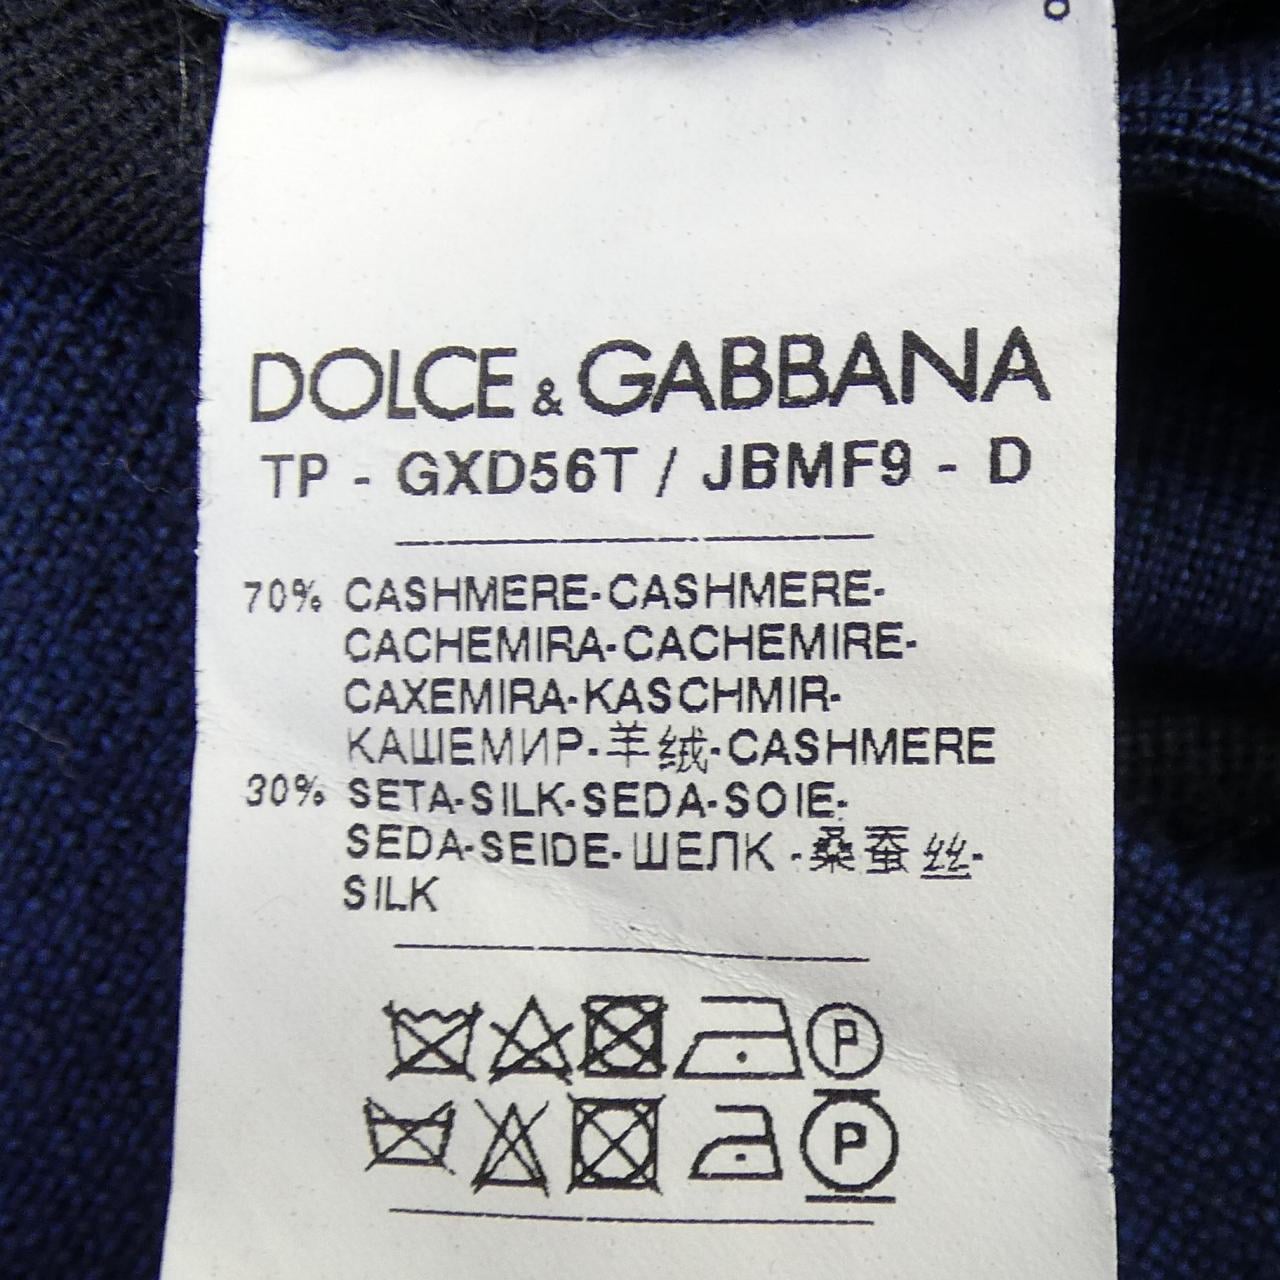 DOLCE & GABBANA
TP - GXD56T / JBMF9 - D
70% CASHMERE-CASHMERE-
CACHEMIRA-CACHEMIRE-
CAXEMIRA-KASCHMIR-
КАШЕМИР-羊绒-CASHMERE
30% SETA-SILK-SEDA-SOIE-
SEDA-SEIDE-ШЕЛК-桑蚕丝-
SILK
P
P